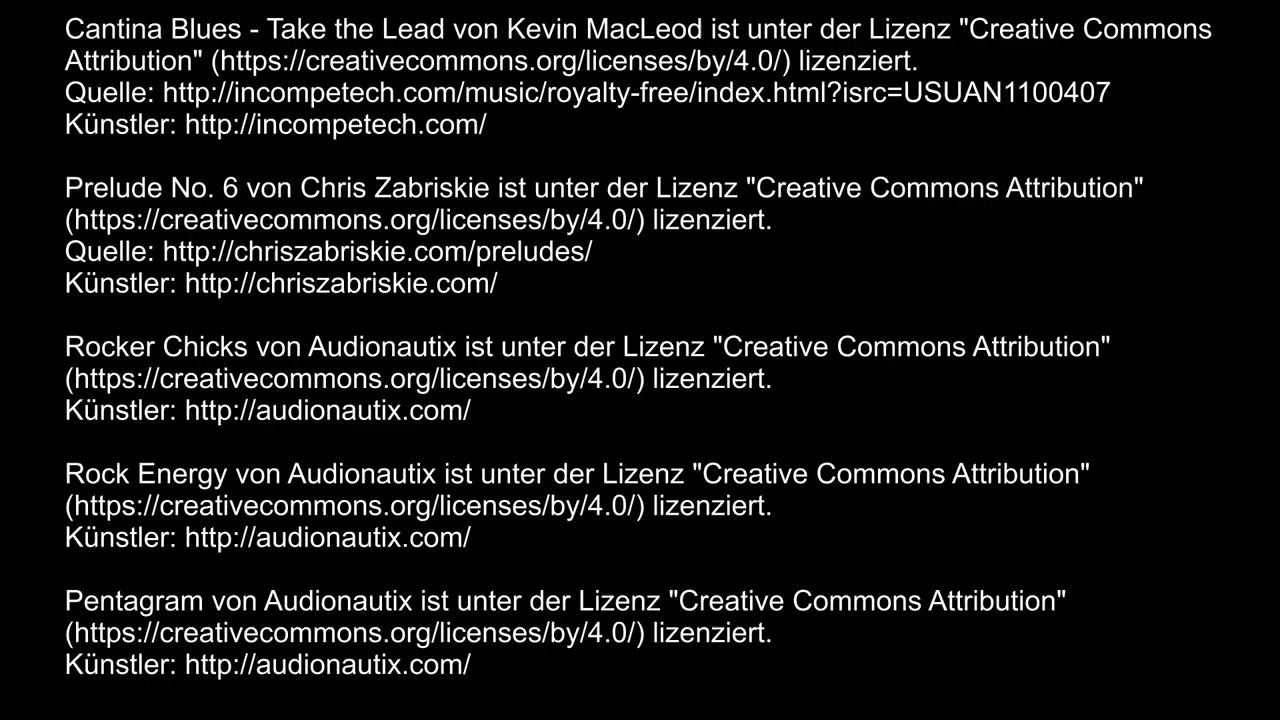 Cantina Blues - Take the Lead von Kevin MacLeod ist unter der Lizenz "Creative Commons
Attribution" (https://creativecommons.org/licenses/by/4.0/) lizenziert.
Quelle: http://incompetech.com/music/royalty-free/index.html?isrc=USUAN1100407
Künstler: http://incompetech.com/
Prelude No. 6 von Chris Zabriskie ist unter der Lizenz "Creative Commons Attribution"
(https://creativecommons.org/licenses/by/4.0/) lizenziert.
Quelle: http://chriszabriskie.com/preludes/
Künstler: http://chriszabriskie.com/
Rocker Chicks von Audionautix ist unter der Lizenz "Creative Commons Attribution"
(https://creativecommons.org/licenses/by/4.0/) lizenziert.
Künstler: http://audionautix.com/
Rock Energy von Audionautix ist unter der Lizenz "Creative Commons Attribution"
(https://creativecommons.org/licenses/by/4.0/) lizenziert.
Künstler: http://audionautix.com/
Pentagram von Audionautix ist unter der Lizenz "Creative Commons Attribution"
(https://creativecommons.org/licenses/by/4.0/) lizenziert.
Künstler: http://audionautix.com/